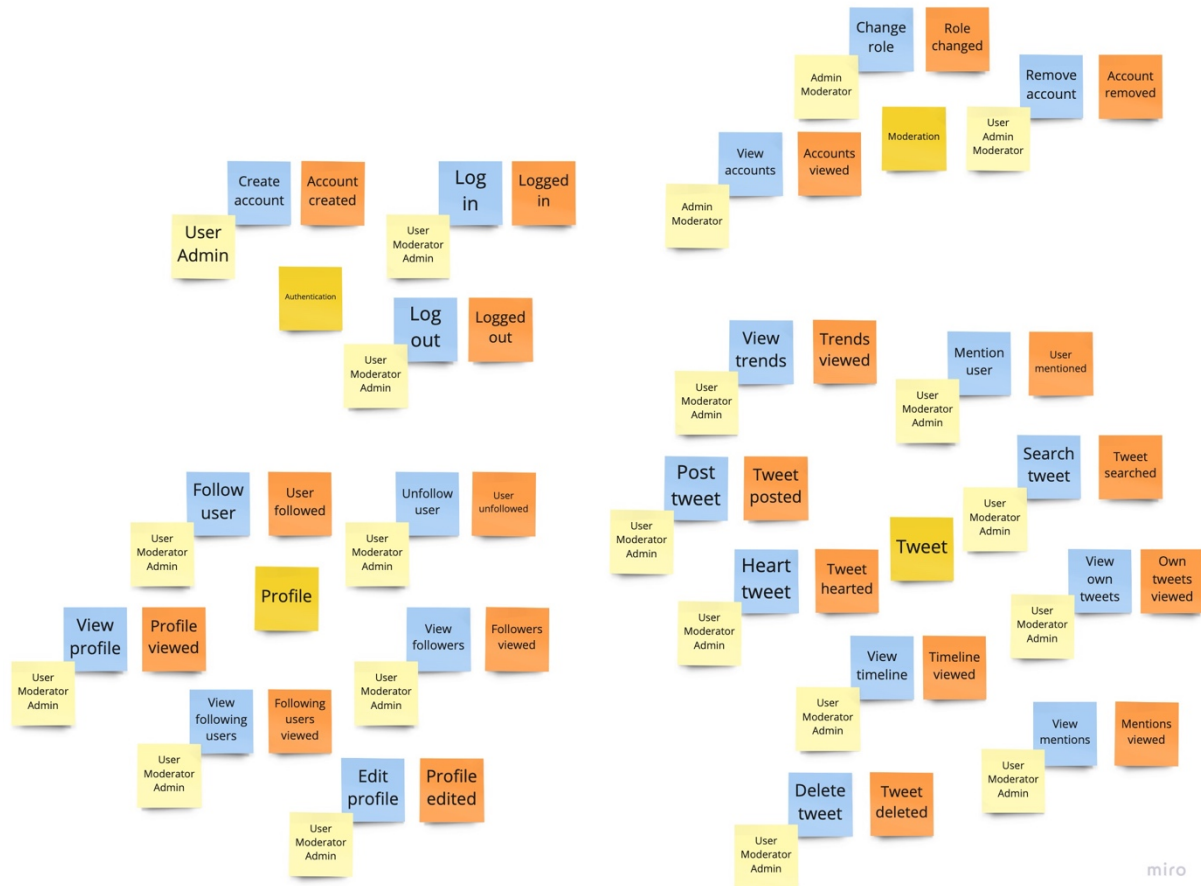 Change
role
Role
changed
Admin
Moderator
Remove
account
Account
removed
User
Admin
Moderator
Moderation
View
accounts
Accounts
viewed
Admin
Moderator
Create
account
Account
created
User
Admin
Log
in
Logged
in
User
Moderator
Admin
Authentication
Log
out
Logged
out
User
Moderator
Admin
View
trends
Trends
viewed
User
Moderator
Admin
Mention
user
User
mentioned
User
Moderator
Admin
Post
tweet
Tweet
posted
User
Moderator
Admin
Search
tweet
Tweet
searched
User
Moderator
Admin
Tweet
Heart
tweet
Tweet
hearted
User
Moderator
Admin
View
own
tweets
Own
tweets
viewed
User
Moderator
Admin
View
timeline
Timeline
viewed
User
Moderator
Admin
View
mentions
Mentions
viewed
User
Moderator
Admin
Delete
tweet
Tweet
deleted
User
Moderator
Admin
Follow
user
User
followed
User
Moderator
Admin
Unfollow
user
User
unfollowed
User
Moderator
Admin
Profile
View
profile
Profile
viewed
User
Moderator
Admin
View
followers
Followers
viewed
User
Moderator
Admin
View
following
users
Following
users
viewed
User
Moderator
Admin
Edit
profile
Profile
edited
User
Moderator
Admin
miro